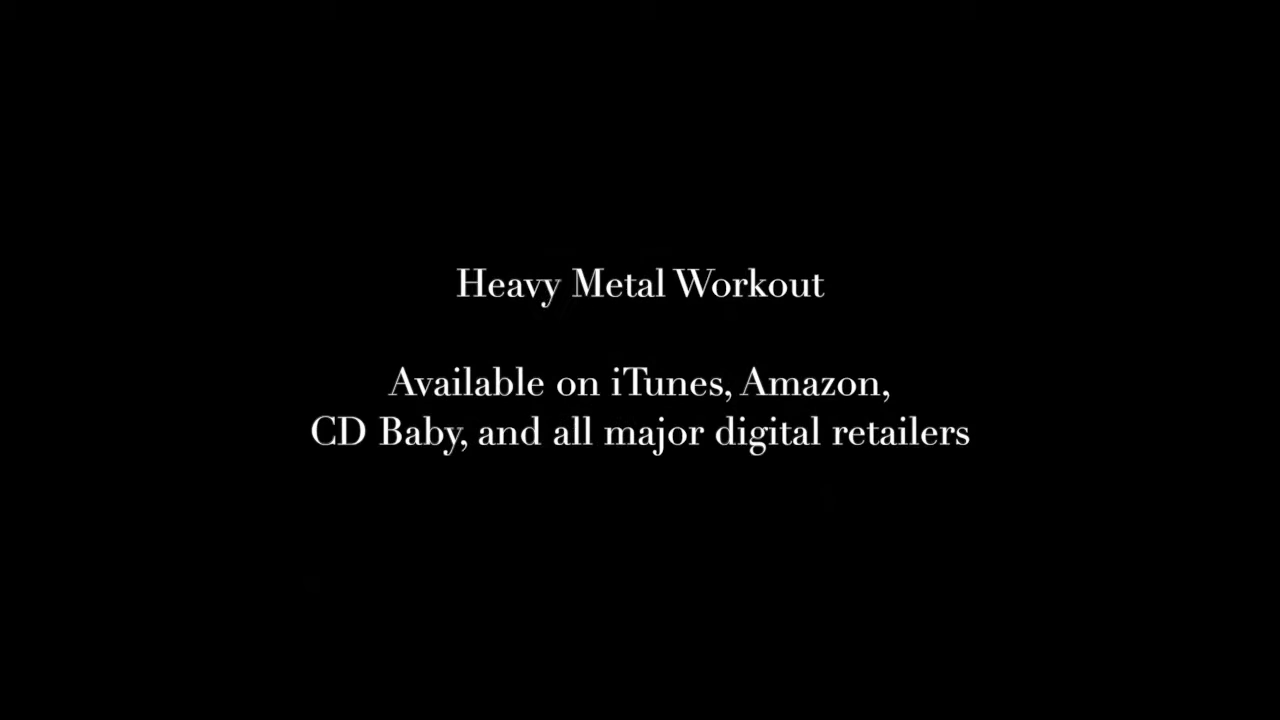 Heavy Metal Workout
Available on iTunes, Amazon,
CD Baby, and all major digital retailers